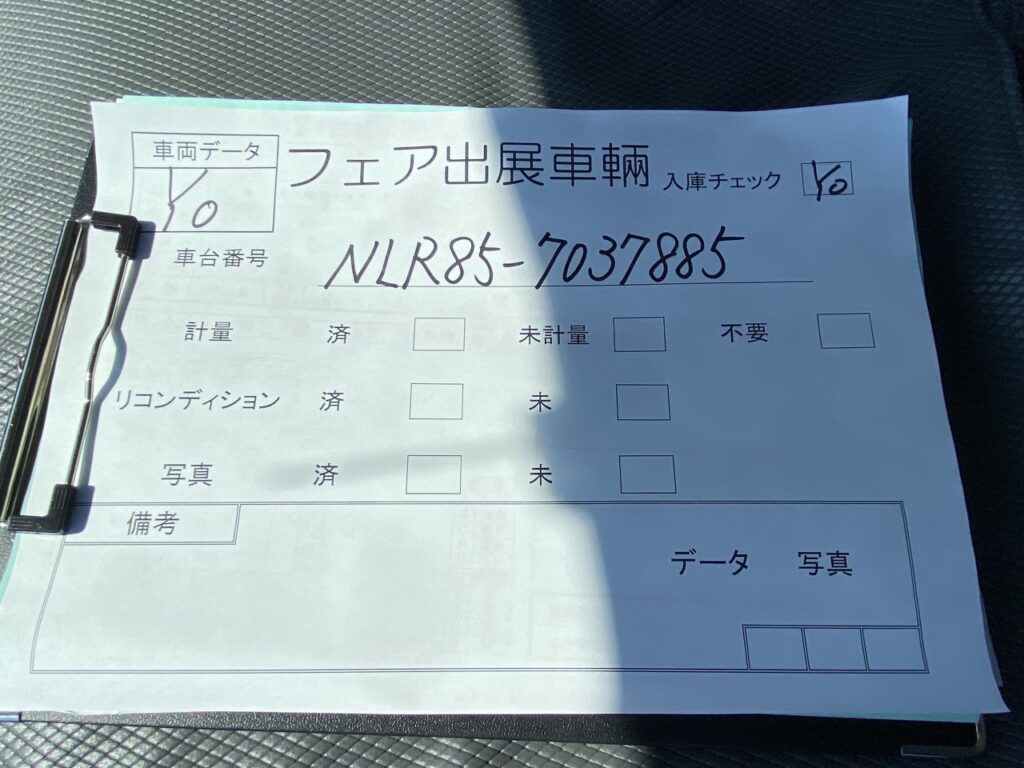 車両データ
Yo
フェア出展車輛 入庫チェック Yo
車台番号 NLR85-7037885
計量 済 未計量 不要
リコンディション 済 未
写真 済 未
備考
データ 写真